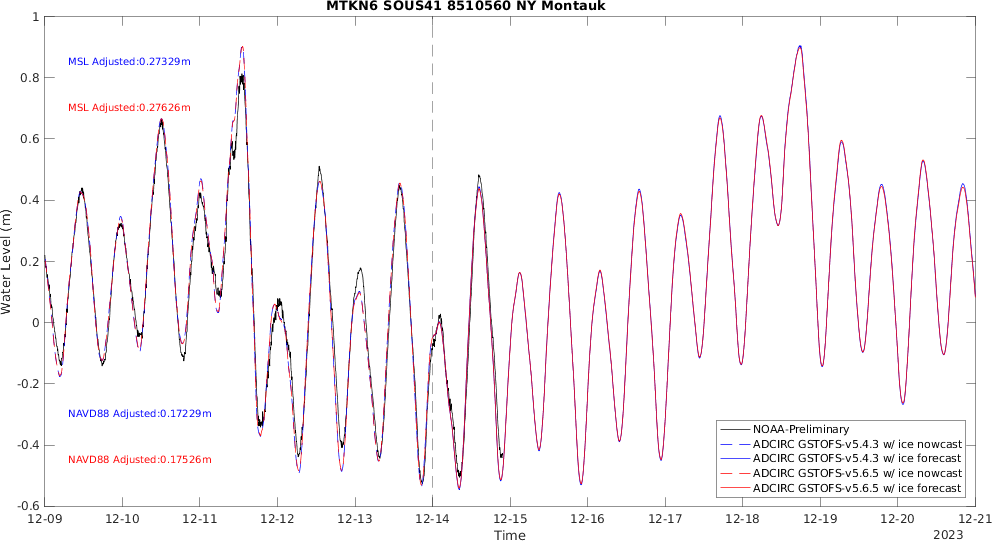 MTKN6 SOUS41 8510560 NY Montauk
Water Level (m)
1
0.8
0.6
0.4
0.2
0
-0.2
-0.4
-0.6
MSL Adjusted:0.27329m
MSL Adjusted:0.27626m
NAVD88 Adjusted:0.17229m
NAVD88 Adjusted:0.17526m
NOAA-Preliminary
ADCIRC GSTOFS-v5.4.3 w/ ice nowcast
ADCIRC GSTOFS-v5.4.3 w/ ice forecast
ADCIRC GSTOFS-v5.6.5 w/ ice nowcast
ADCIRC GSTOFS-v5.6.5 w/ ice forecast
12-09 12-10 12-11 12-12 12-13 12-14 12-15 12-16 12-17 12-18 12-19 12-20 12-21
Time
2023